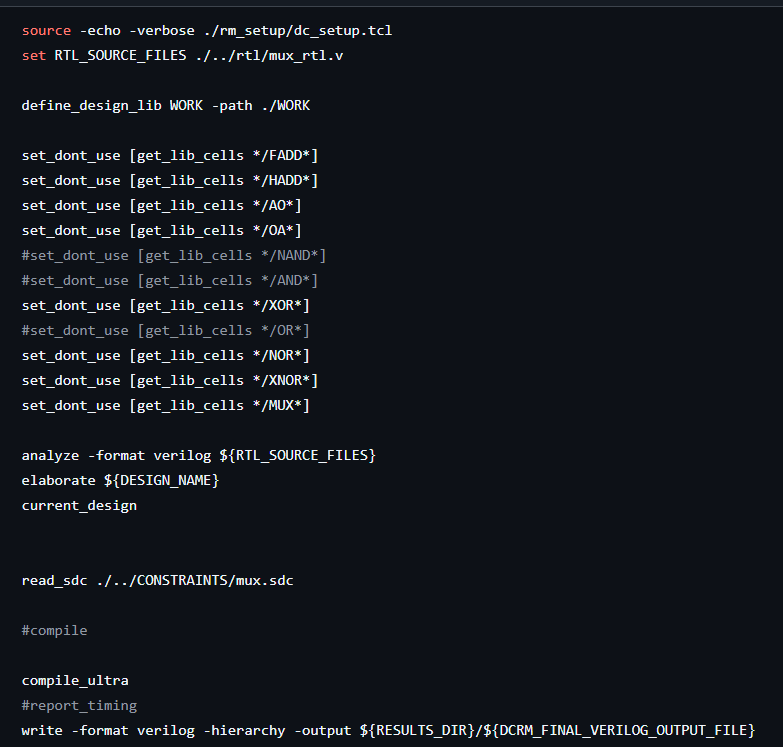 source -echo -verbose ./rm_setup/dc_setup.tcl
set RTL_SOURCE_FILES ./../rtl/mux_rtl.v
define_design_lib WORK -path ./WORK
set_dont_use [get_lib_cells */FADD*]
set_dont_use [get_lib_cells */HADD*]
set_dont_use [get_lib_cells */AO*]
set_dont_use [get_lib_cells */OA*]
#set_dont_use [get_lib_cells */NAND*]
#set_dont_use [get_lib_cells */AND*]
set_dont_use [get_lib_cells */XOR*]
#set_dont_use [get_lib_cells */OR*]
set_dont_use [get_lib_cells */NOR*]
set_dont_use [get_lib_cells */XNOR*]
set_dont_use [get_lib_cells */MUX*]
analyze -format verilog ${RTL_SOURCE_FILES}
elaborate ${DESIGN_NAME}
current_design
read_sdc ./../CONSTRAINTS/mux.sdc
#compile
compile_ultra
#report_timing
write -format verilog -hierarchy -output ${RESULTS_DIR}/${DCRM_FINAL_VERILOG_OUTPUT_FILE}